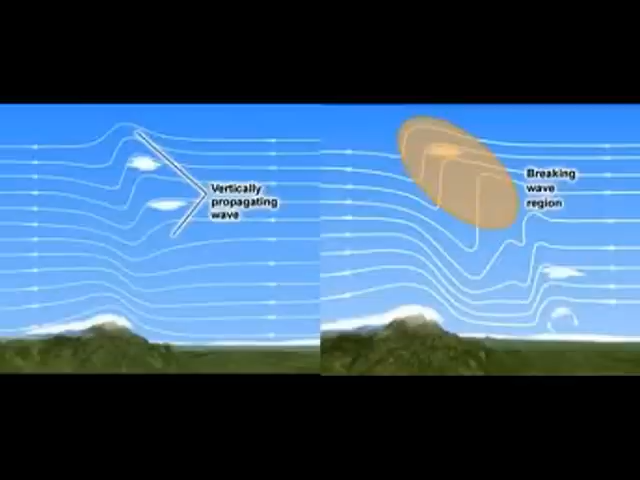 Vertically
propagating
wave
Breaking
wave
region